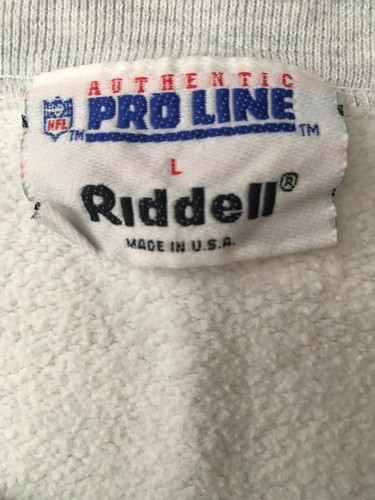 AUTHENTIC
NFL TM PRO LINE TM
L
Riddell®
MADE IN U.S.A.